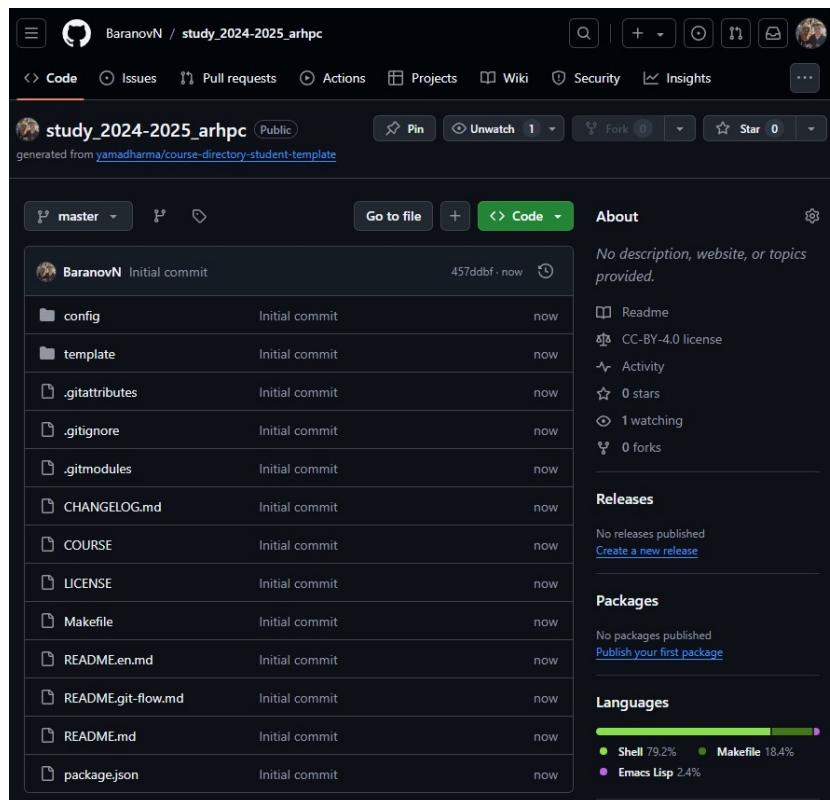 BaranovN / study_2024-2025_arhpc
Code Issues Pull requests Actions Projects Wiki Security Insights
study_2024-2025_arhpc Public Pin Unwatch 1 Fork 0 Star 0
generated from yamadharma/course-directory-student-template
master Go to file Code
BaranovN Initial commit 457ddbf · now
config Initial commit now
template Initial commit now
.gitattributes Initial commit now
.gitignore Initial commit now
.gitmodules Initial commit now
CHANGELOG.md Initial commit now
COURSE Initial commit now
LICENSE Initial commit now
Makefile Initial commit now
README.en.md Initial commit now
README.git-flow.md Initial commit now
README.md Initial commit now
package.json Initial commit now
About
No description, website, or topics
provided.
Readme
CC-BY-4.0 license
Activity
0 stars
1 watching
0 forks
Releases
No releases published
Create a new release
Packages
No packages published
Publish your first package
Languages
Shell 79.2% Makefile 18.4%
Emacs Lisp 2.4%